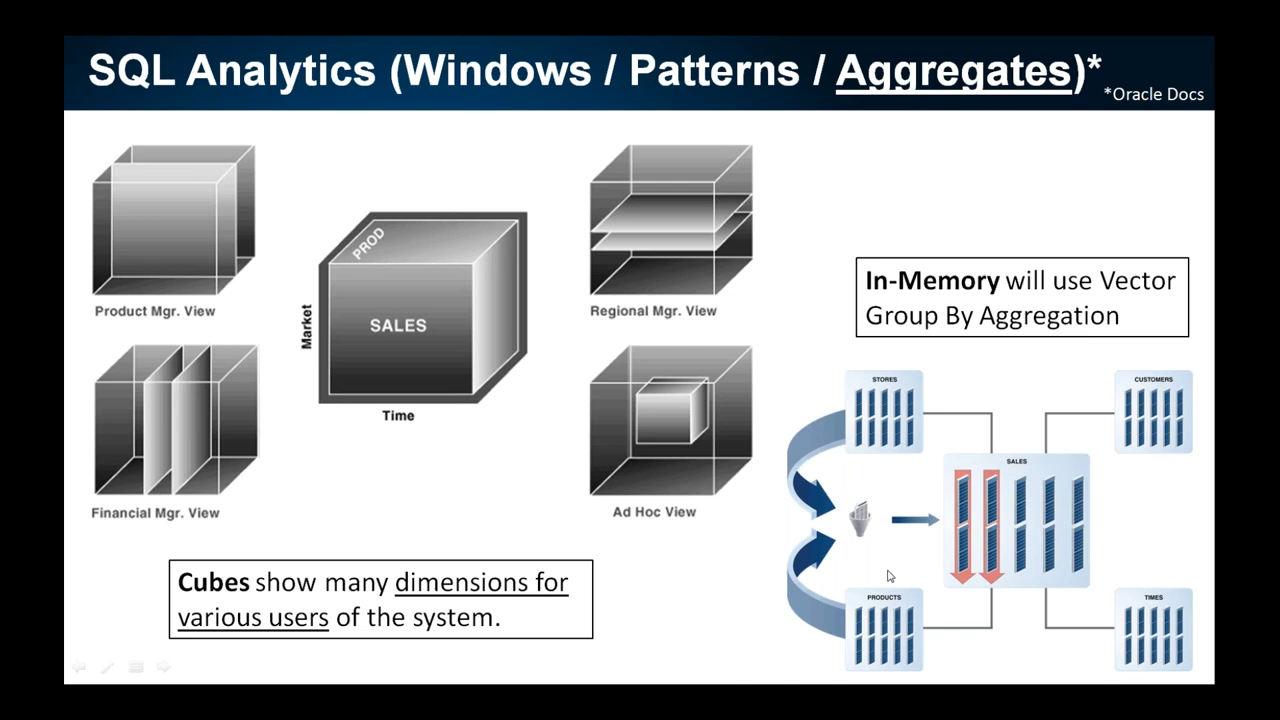 SQL Analytics (Windows / Patterns / Aggregates)*
*Oracle Docs
Product Mgr. View
PROD
SALES
Market
Time
Regional Mgr. View
Financial Mgr. View
Ad Hoc View
Cubes show many dimensions for
various users of the system.
In-Memory will use Vector
Group By Aggregation
STORES
CUSTOMERS
SALES
PRODUCTS
TIMES